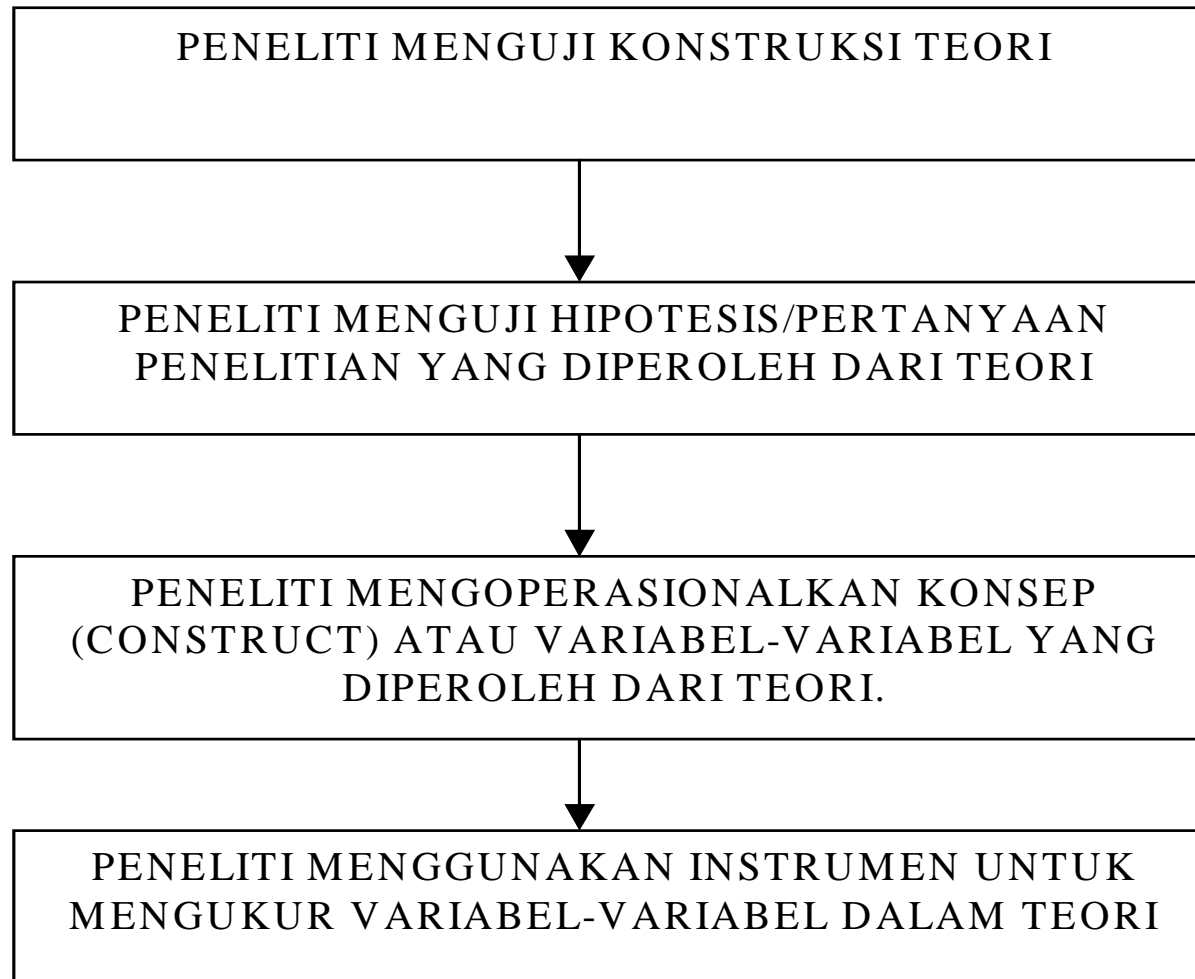 PENELITI MENGUJI KONSTRUKSI TEORI
PENELITI MENGUJI HIPOTESIS/PERTANYAAN
PENELITIAN YANG DIPEROLEH DARI TEORI
PENELITI MENGOPERASIONALKAN KONSEP
(CONSTRUCT) ATAU VARIABEL-VARIABEL YANG
DIPEROLEH DARI TEORI.
PENELITI MENGGUNAKAN INSTRUMEN UNTUK
MENGUKUR VARIABEL-VARIABEL DALAM TEORI